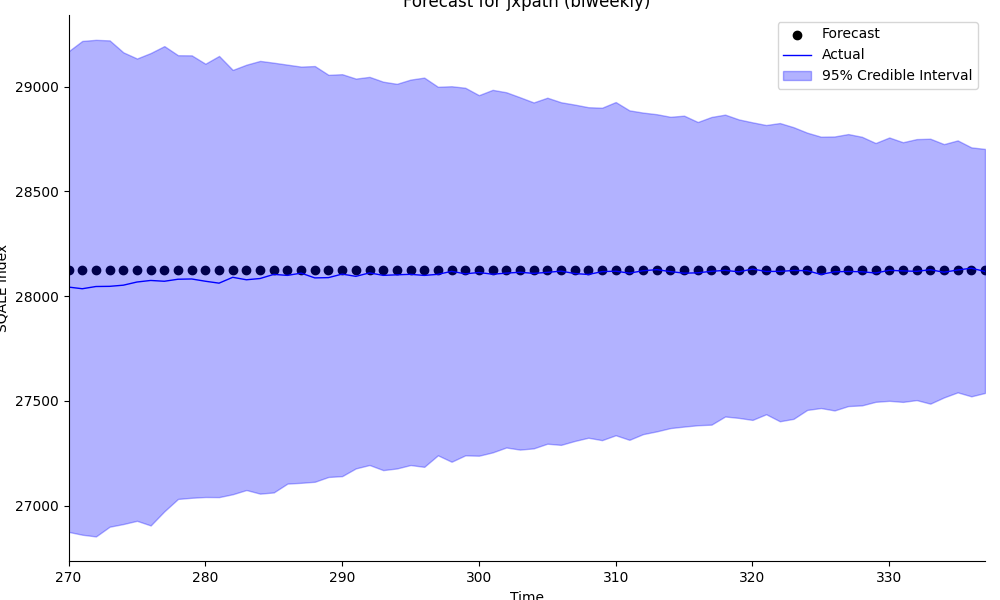 Forecast for jxpath (biweekly)
Forecast
Actual
95% Credible Interval
SQALE Index
29000
28500
28000
27500
27000
270
280
290
300
310
320
330
Time